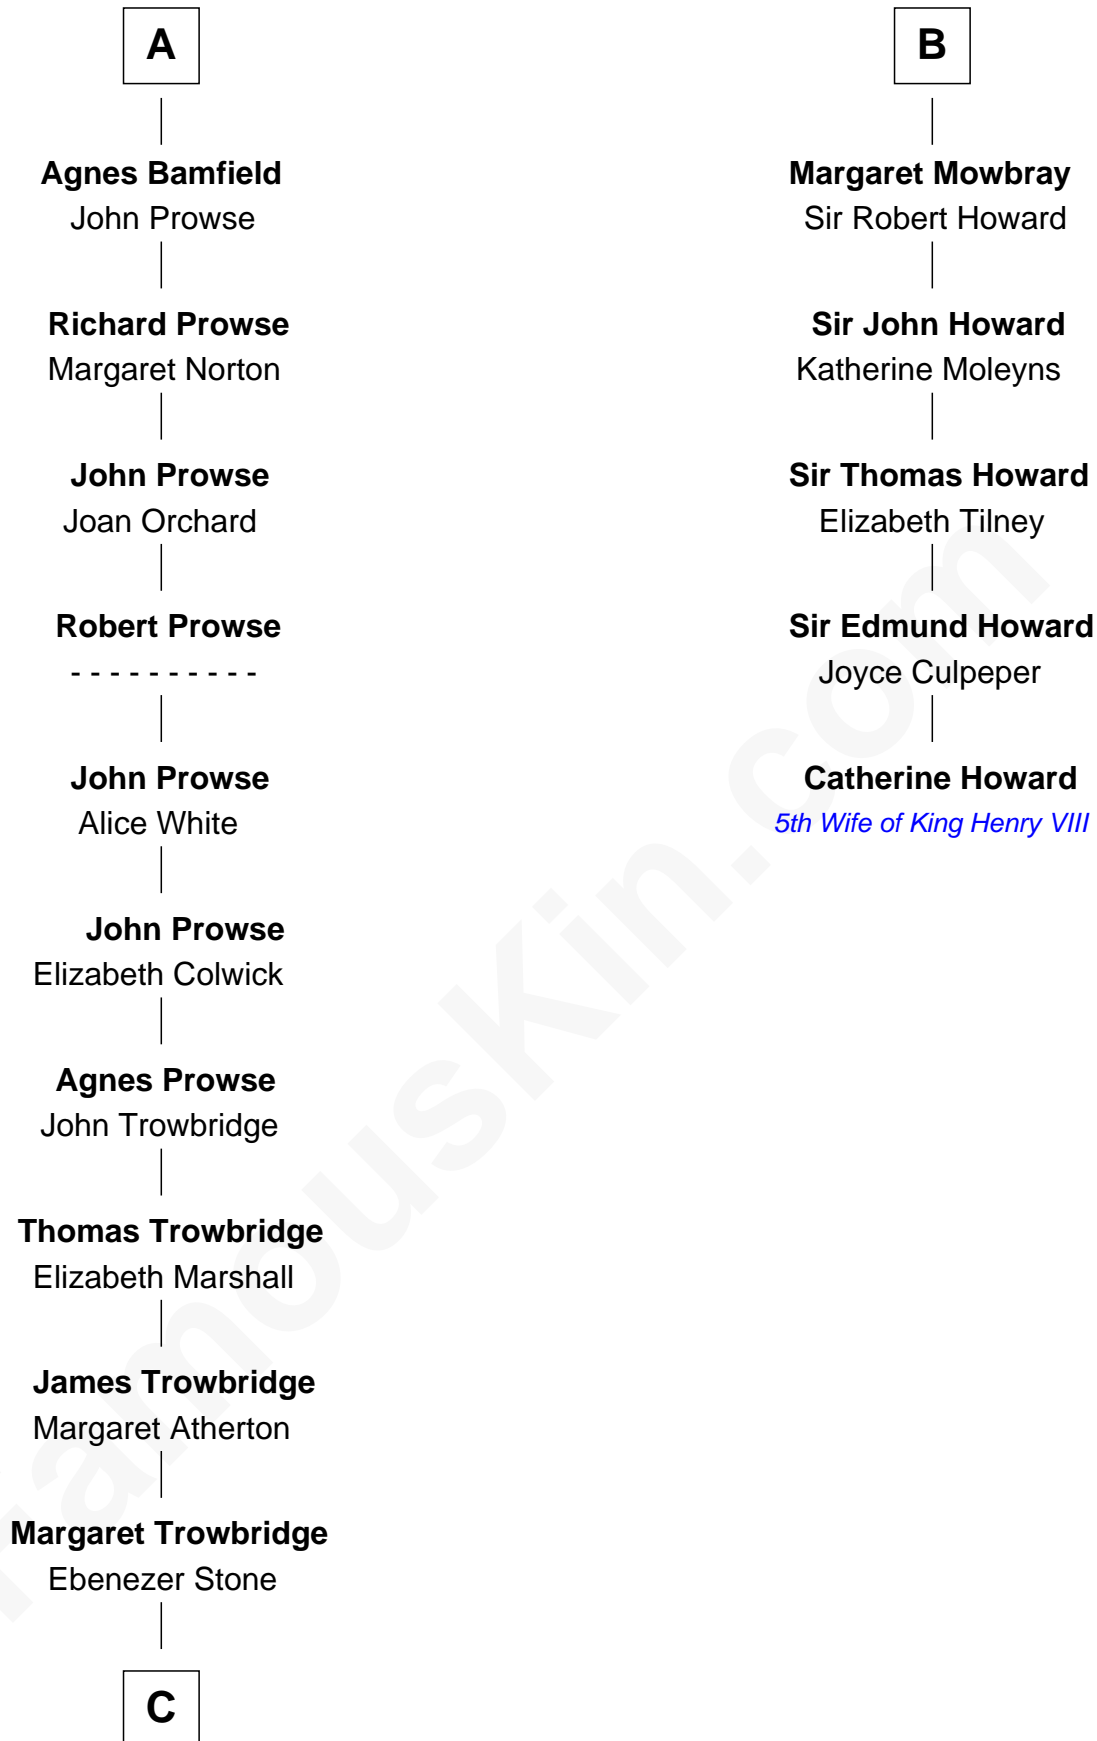 A
Agnes Bamfield
John Prowse
Richard Prowse
Margaret Norton
John Prowse
Joan Orchard
Robert Prowse
- - - - - - - - - -
John Prowse
Alice White
John Prowse
Elizabeth Colwick
Agnes Prowse
John Trowbridge
Thomas Trowbridge
Elizabeth Marshall
James Trowbridge
Margaret Atherton
Margaret Trowbridge
Ebenezer Stone
C
B
Margaret Mowbray
Sir Robert Howard
Sir John Howard
Katherine Moleyns
Sir Thomas Howard
Elizabeth Tilney
Sir Edmund Howard
Joyce Culpeper
Catherine Howard
5th Wife of King Henry VIII
FamousKin.com